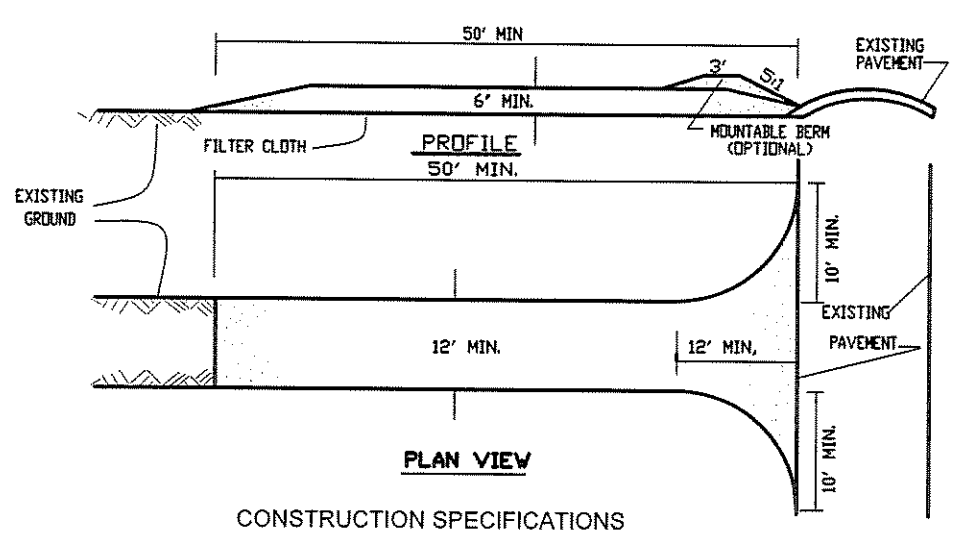 50' MIN
EXISTING
PAVEMENT
3'
5:1
6" MIN.
FILTER CLOTH
PROFILE
MOUNTABLE BERM
(OPTIONAL)
50' MIN.
EXISTING
GROUND
10' MIN.
EXISTING
PAVEMENT
12' MIN.
12' MIN,
10' MIN.
PLAN VIEW
CONSTRUCTION SPECIFICATIONS